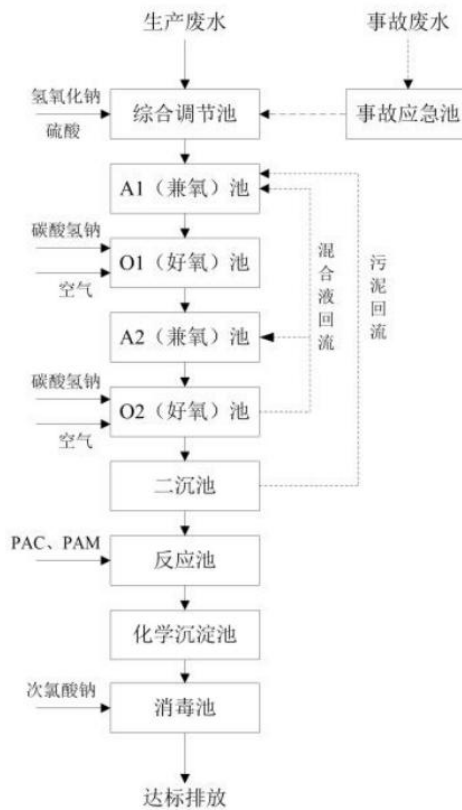 生产废水
事故废水
氢氧化钠
硫酸
综合调节池
事故应急池
A1（兼氧）池
碳酸氢钠
空气
O1（好氧）池
混合液回流
污泥回流
A2（兼氧）池
碳酸氢钠
空气
O2（好氧）池
二沉池
PAC、PAM
反应池
化学沉淀池
次氯酸钠
消毒池
达标排放